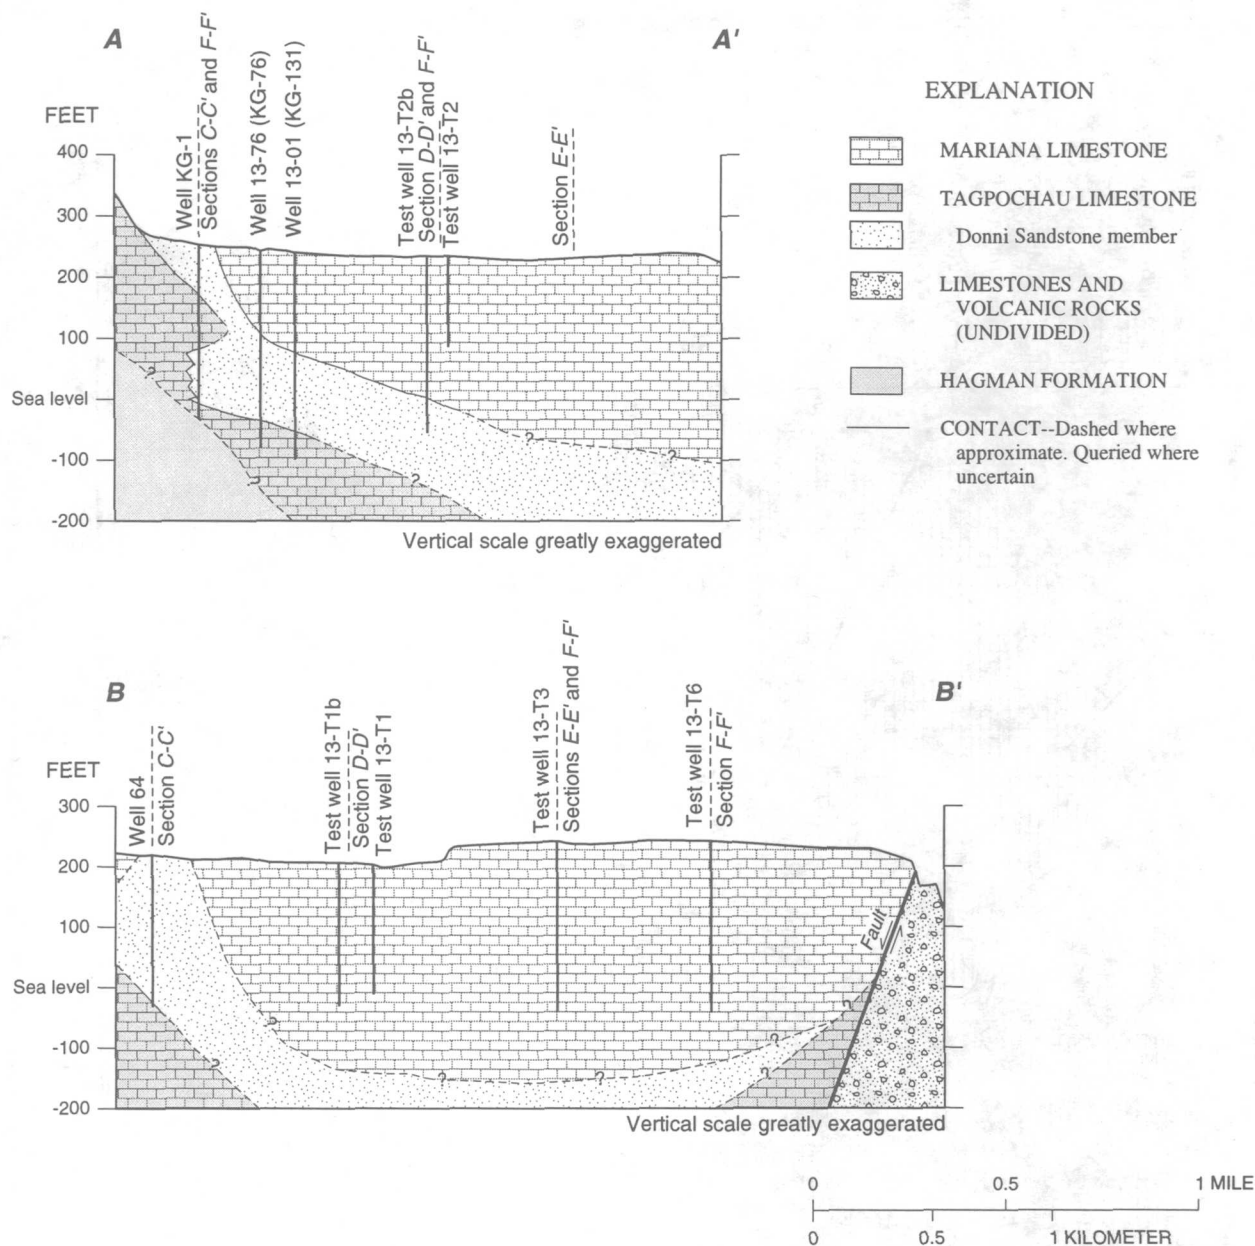 A
A'
FEET
Well KG-1
Sections C-C' and F-F'
Well 13-76 (KG-76)
Well 13-01 (KG-131)
Test well 13-T2b
Section D-D' and F-F'
Test well 13-T2
Section E-E'
400
300
200
100
Sea level
-100
-200
?
?
?
?
?
Vertical scale greatly exaggerated
EXPLANATION
MARIANA LIMESTONE
TAGPOCHAU LIMESTONE
Donni Sandstone member
LIMESTONES AND
VOLCANIC ROCKS
(UNDIVIDED)
HAGMAN FORMATION
CONTACT--Dashed where
approximate. Queried where
uncertain
B
B'
FEET
Well 64
Section C-C'
Test well 13-T1b
Section D-D'
Test well 13-T1
Test well 13-T3
Sections E-E' and F-F'
Test well 13-T6
Section F-F'
300
200
100
Sea level
-100
-200
Fault
?
?
?
?
?
?
?
Vertical scale greatly exaggerated
0 0.5 1 MILE
0 0.5 1 KILOMETER